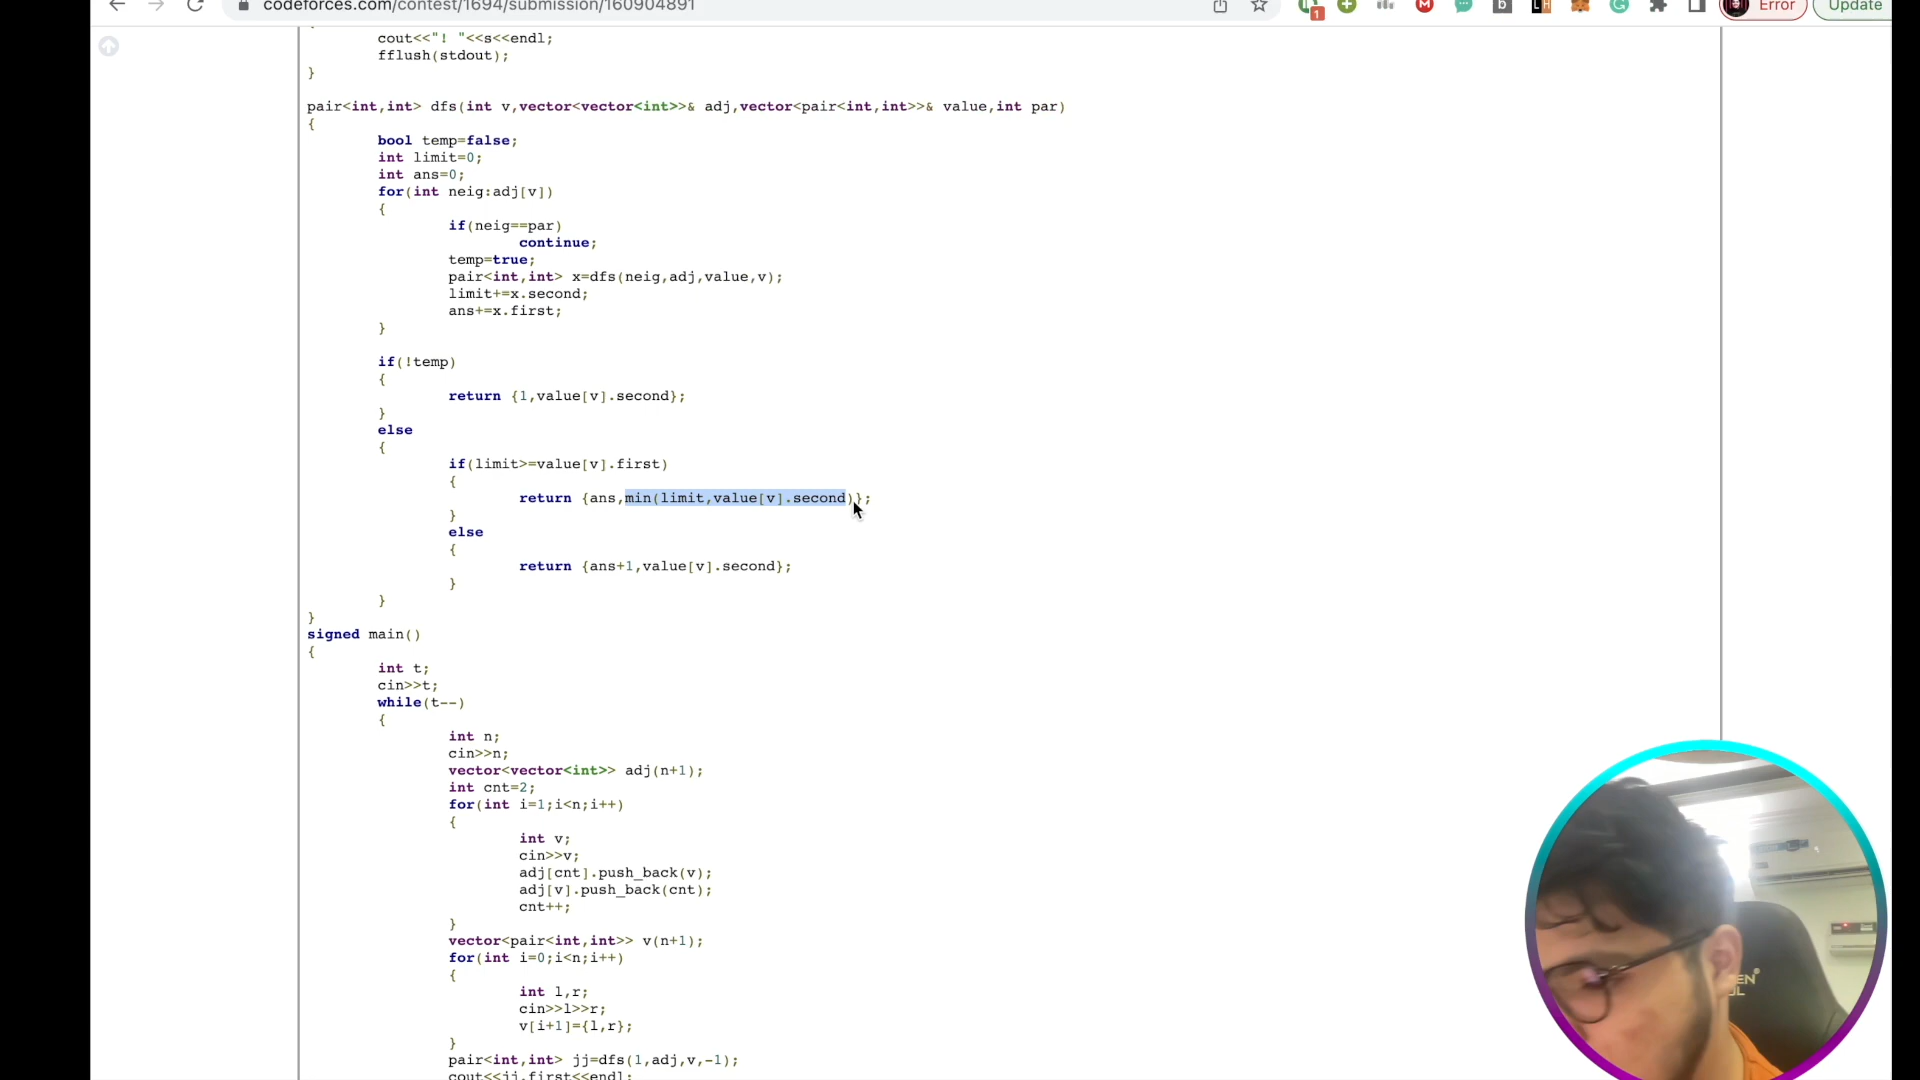 codeforces.com/contest/1694/submission/160904891
Error
Update
1
cout<<"! "<<s<<endl;
fflush(stdout);
}
pair<int,int> dfs(int v,vector<vector<int>>& adj,vector<pair<int,int>>& value,int par)
{
bool temp=false;
int limit=0;
int ans=0;
for(int neig:adj[v])
{
if(neig==par)
continue;
temp=true;
pair<int,int> x=dfs(neig,adj,value,v);
limit+=x.second;
ans+=x.first;
}
if(!temp)
{
return {1,value[v].second};
}
else
{
if(limit>=value[v].first)
{
return {ans,min(limit,value[v].second)};
}
else
{
return {ans+1,value[v].second};
}
}
}
signed main()
{
int t;
cin>>t;
while(t--)
{
int n;
cin>>n;
vector<vector<int>> adj(n+1);
int cnt=2;
for(int i=1;i<n;i++)
{
int v;
cin>>v;
adj[cnt].push_back(v);
adj[v].push_back(cnt);
cnt++;
}
vector<pair<int,int>> v(n+1);
for(int i=0;i<n;i++)
{
int l,r;
cin>>l>>r;
v[i+1]={l,r};
}
pair<int,int> jj=dfs(1,adj,v,-1);
cout<<jj.first<<endl;